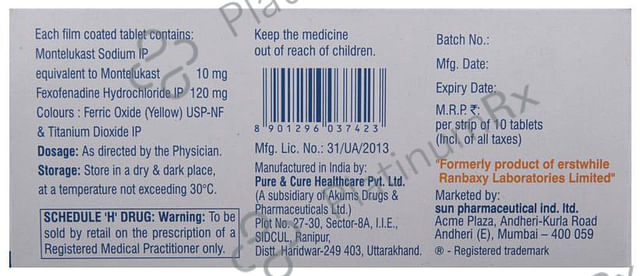 Each film coated tablet contains:
Montelukast Sodium IP
equivalent to Montelukast 10 mg
Fexofenadine Hydrochloride IP 120 mg
Colours : Ferric Oxide (Yellow) USP-NF
& Titanium Dioxide IP
Dosage: As directed by the Physician.
Storage: Store in a dry & dark place,
at a temperature not exceeding 30°C.
SCHEDULE 'H' DRUG: Warning: To be
sold by retail on the prescription of a
Registered Medical Practitioner only.
Keep the medicine
out of reach of children.
8 901296 037423
Mfg. Lic. No.: 31/UA/2013
Manufactured in India by:
Pure & Cure Healthcare Pvt. Ltd.
(A subsidiary of Akums Drugs &
Pharmaceuticals Ltd.)
Plot No. 27-30, Sector-8A, I.I.E.,
SIDCUL, Ranipur,
Distt. Haridwar-249 403, Uttarakhand.
Batch No.:
Mfg. Date:
Expiry Date:
M.R.P. ₹:
per strip of 10 tablets
(Incl. of all taxes)
"Formerly product of erstwhile
Ranbaxy Laboratories Limited"
Marketed by:
sun pharmaceutical ind. ltd.
Acme Plaza, Andheri-Kurla Road
Andheri (E), Mumbai – 400 059
® - Registered trademark
PlatinumRx